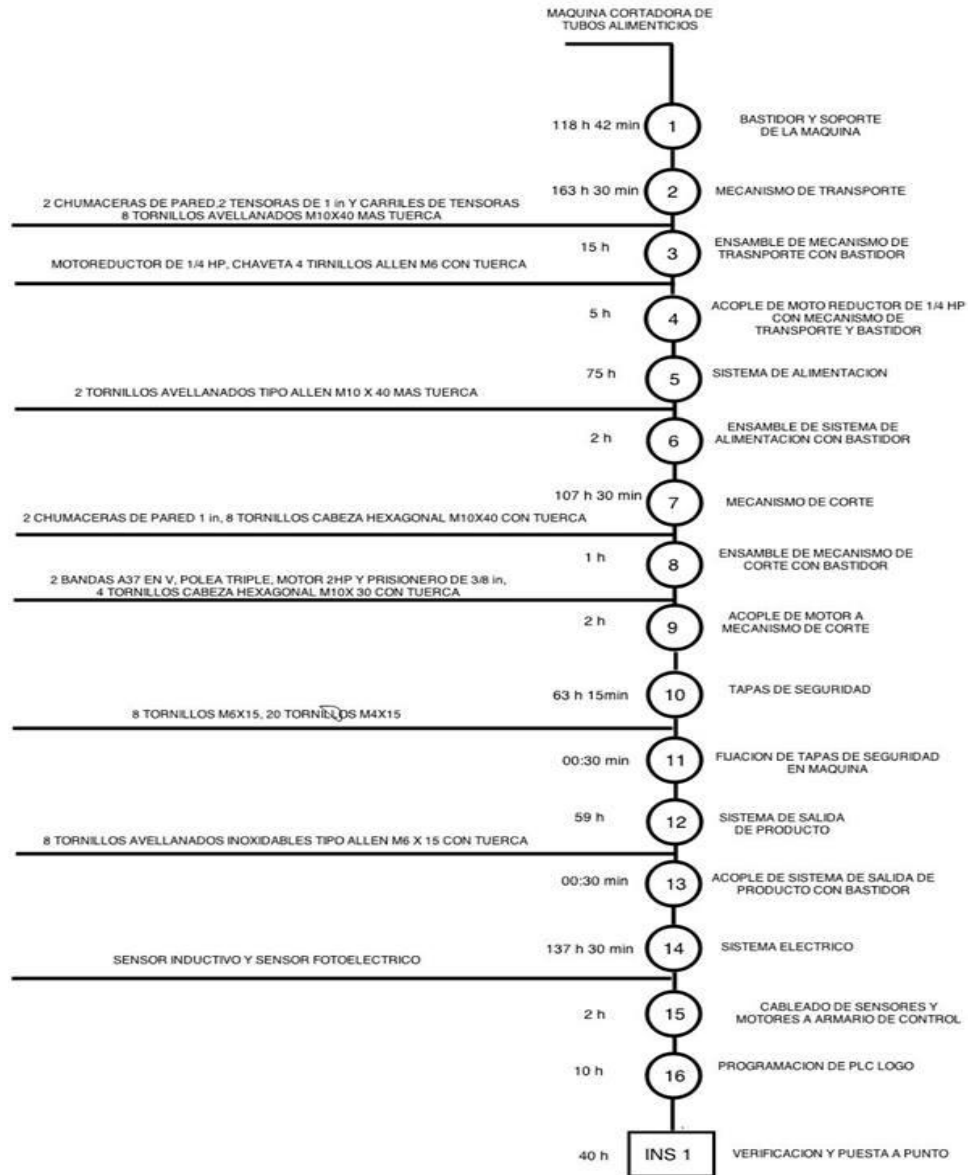 MAQUINA CORTADORA DE
TUBOS ALIMENTICIOS
118 h 42 min
1
BASTIDOR Y SOPORTE
DE LA MAQUINA
163 h 30 min
2
MECANISMO DE TRANSPORTE
2 CHUMACERAS DE PARED,2 TENSORAS DE 1 in Y CARRILES DE TENSORAS
8 TORNILLOS AVELLANADOS M10X40 MAS TUERCA
15 h
3
ENSAMBLE DE MECANISMO DE
TRASNPORTE CON BASTIDOR
MOTOREDUCTOR DE 1/4 HP, CHAVETA 4 TIRNILLOS ALLEN M6 CON TUERCA
5 h
4
ACOPLE DE MOTO REDUCTOR DE 1/4 HP
CON MECANISMO DE
TRANSPORTE Y BASTIDOR
75 h
5
SISTEMA DE ALIMENTACION
2 TORNILLOS AVELLANADOS TIPO ALLEN M10 X 40 MAS TUERCA
2 h
6
ENSAMBLE DE SISTEMA DE
ALIMENTACION CON BASTIDOR
107 h 30 min
7
MECANISMO DE CORTE
2 CHUMACERAS DE PARED 1 in, 8 TORNILLOS CABEZA HEXAGONAL M10X40 CON TUERCA
1 h
8
ENSAMBLE DE MECANISMO DE
CORTE CON BASTIDOR
2 BANDAS A37 EN V, POLEA TRIPLE, MOTOR 2HP Y PRISIONERO DE 3/8 in,
4 TORNILLOS CABEZA HEXAGONAL M10X 30 CON TUERCA
2 h
9
ACOPLE DE MOTOR A
MECANISMO DE CORTE
63 h 15min
10
TAPAS DE SEGURIDAD
8 TORNILLOS M6X15, 20 TORNILLOS M4X15
00:30 min
11
FIJACION DE TAPAS DE SEGURIDAD
EN MAQUINA
59 h
12
SISTEMA DE SALIDA
DE PRODUCTO
8 TORNILLOS AVELLANADOS INOXIDABLES TIPO ALLEN M6 X 15 CON TUERCA
00:30 min
13
ACOPLE DE SISTEMA DE SALIDA DE
PRODUCTO CON BASTIDOR
137 h 30 min
14
SISTEMA ELECTRICO
SENSOR INDUCTIVO Y SENSOR FOTOELECTRICO
2 h
15
CABLEADO DE SENSORES Y
MOTORES A ARMARIO DE CONTROL
10 h
16
PROGRAMACION DE PLC LOGO
40 h
INS 1
VERIFICACION Y PUESTA A PUNTO